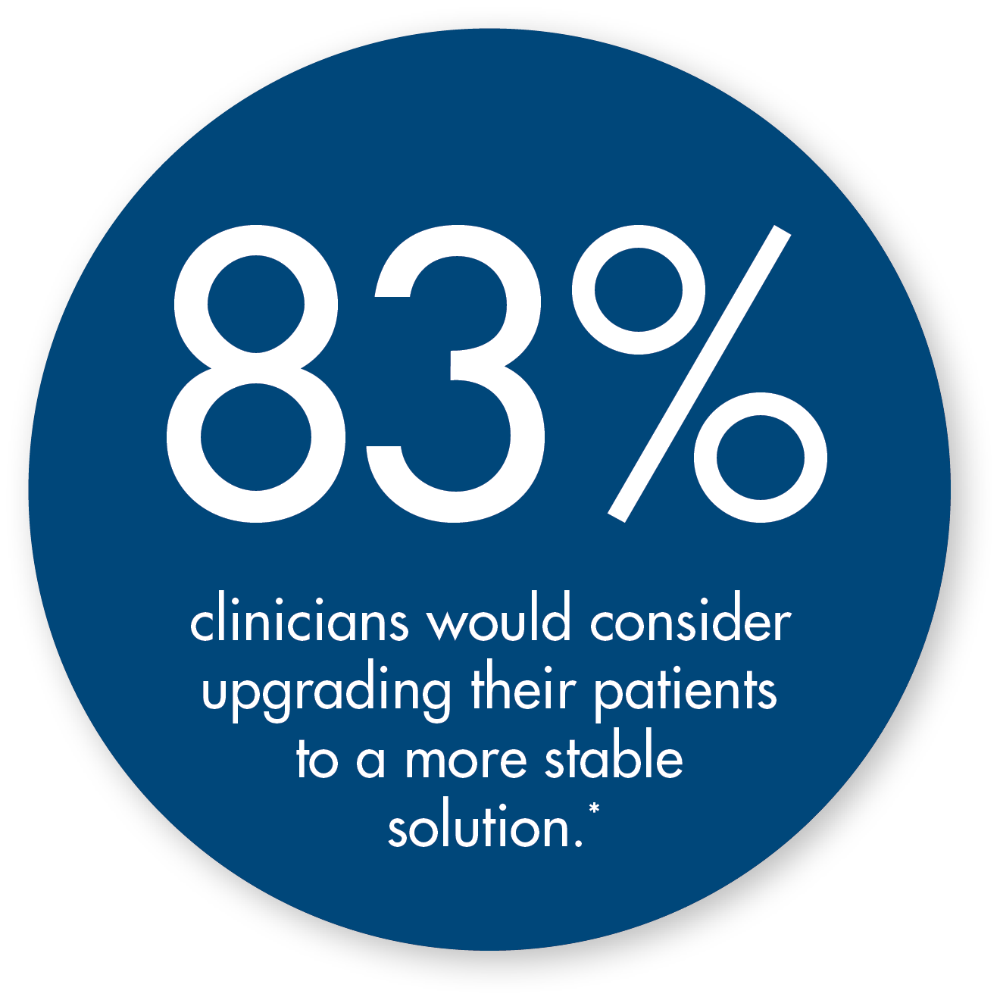 83%
clinicians would consider
upgrading their patients
to a more stable
solution.*